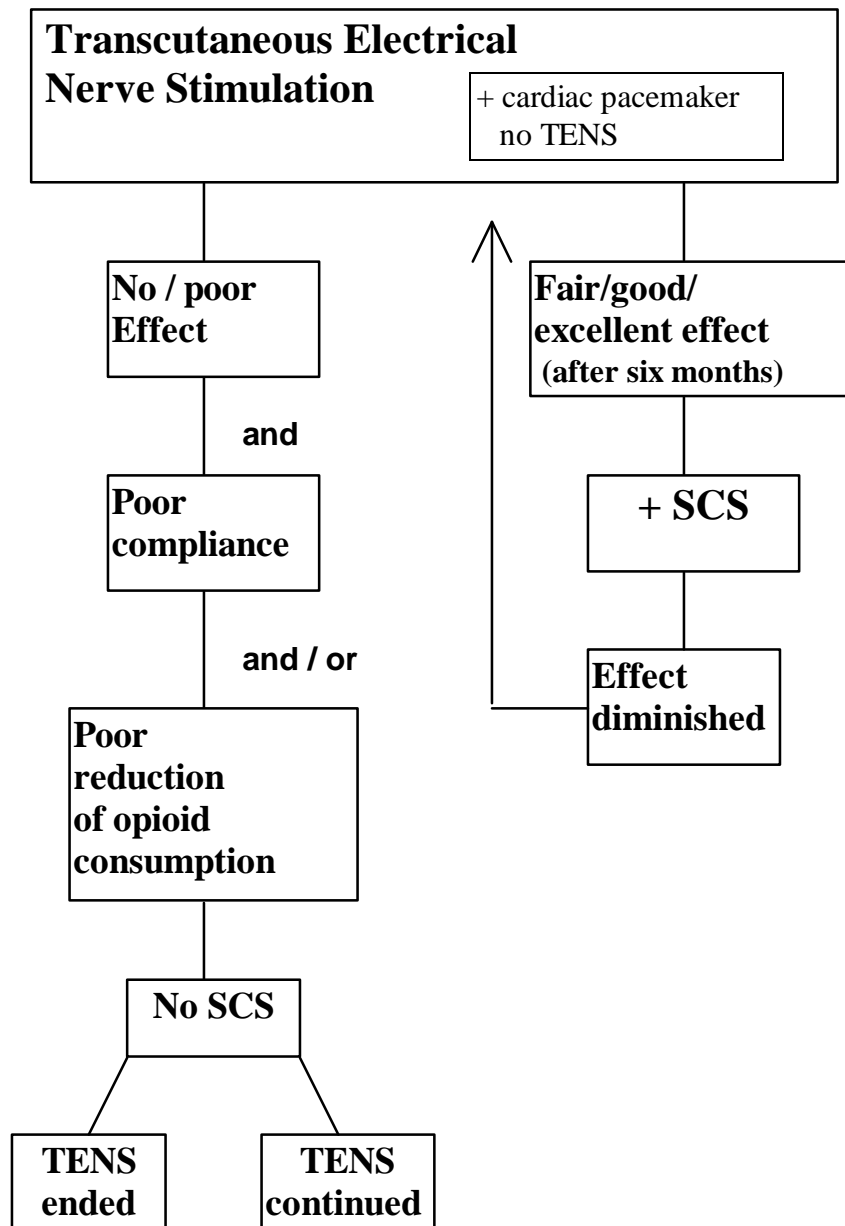 Transcutaneous Electrical
Nerve Stimulation
+ cardiac pacemaker
no TENS
No / poor
Effect
and
Poor
compliance
and / or
Poor
reduction
of opioid
consumption
No SCS
TENS
ended
TENS
continued
Fair/good/
excellent effect
(after six months)
+ SCS
Effect
diminished